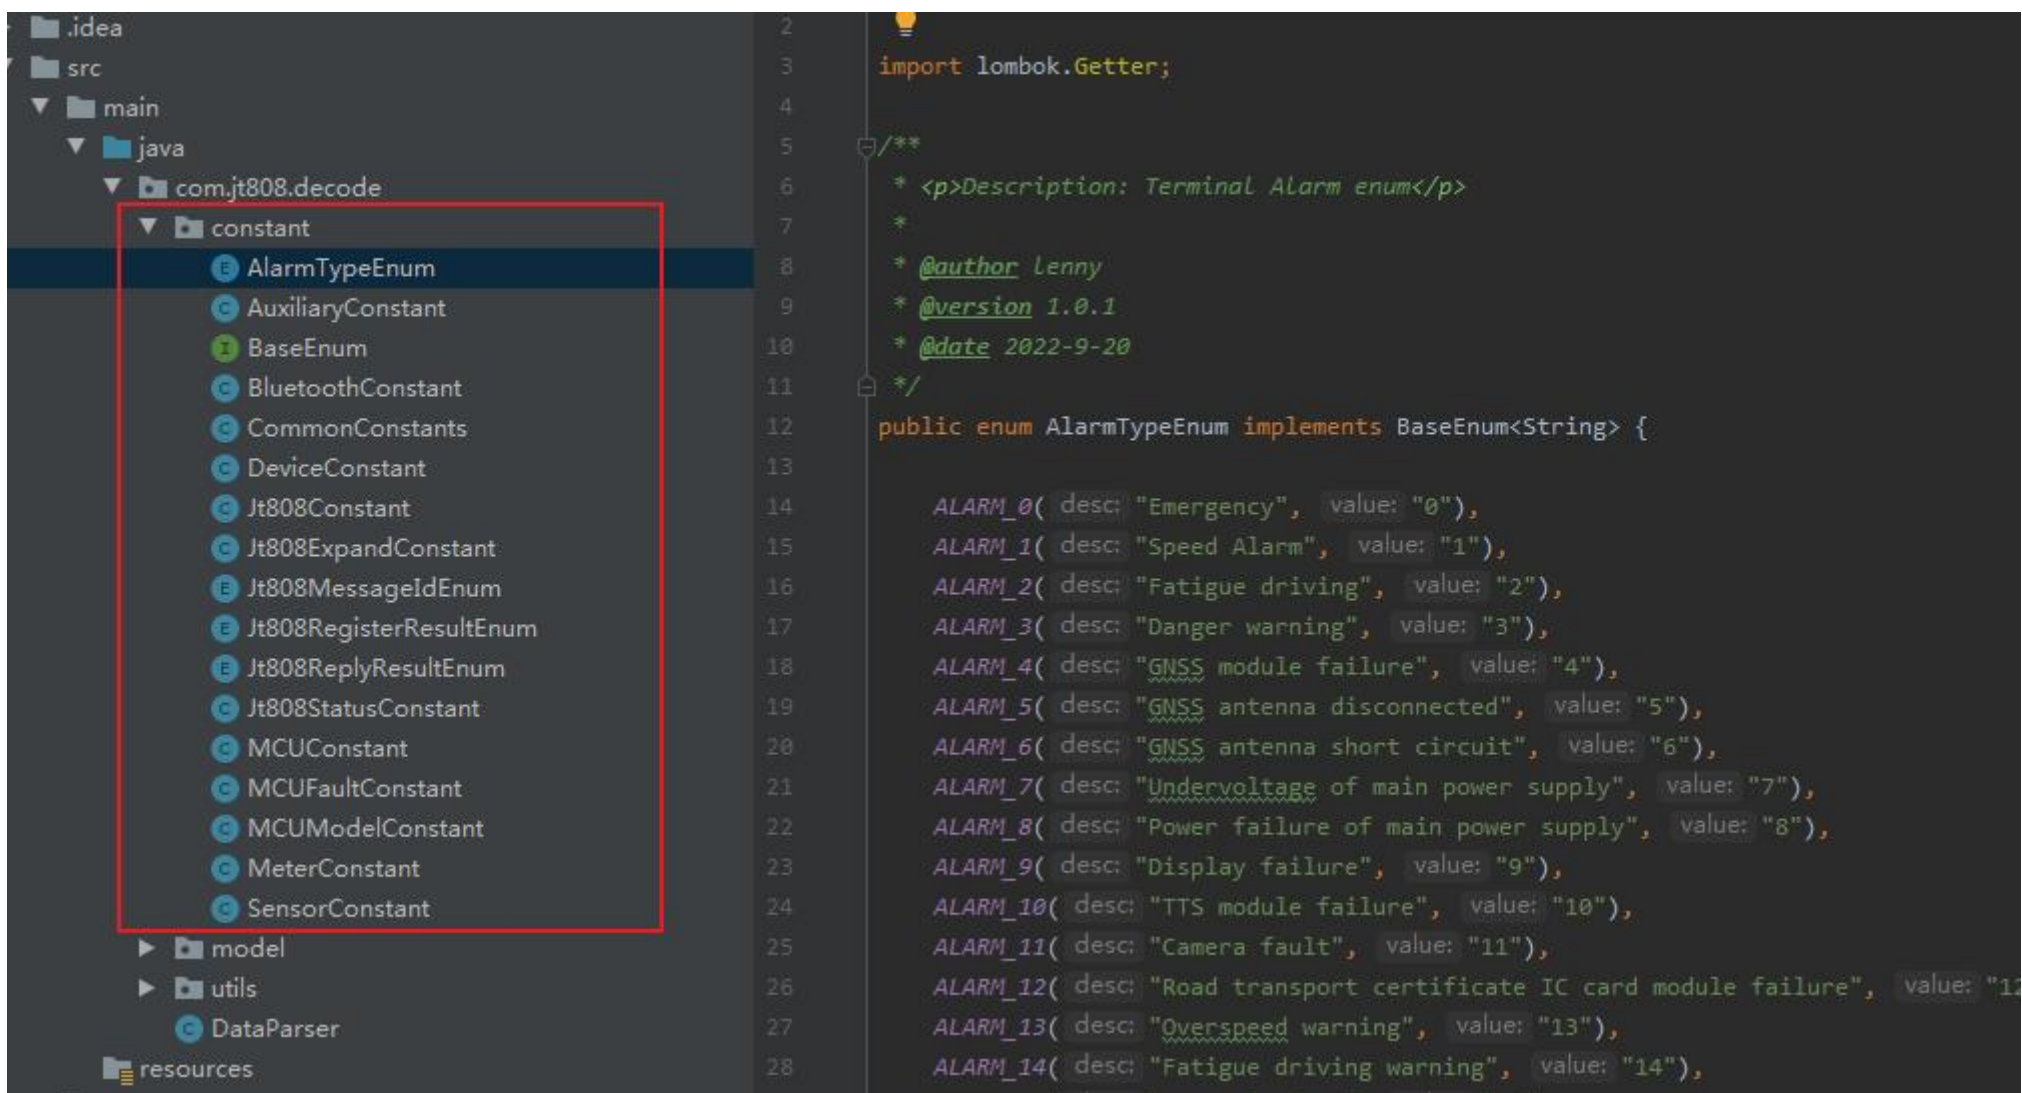 .idea
src
main
java
com.jt808.decode
constant
AlarmTypeEnum
AuxiliaryConstant
BaseEnum
BluetoothConstant
CommonConstants
DeviceConstant
Jt808Constant
Jt808ExpandConstant
Jt808MessageIdEnum
Jt808RegisterResultEnum
Jt808ReplyResultEnum
Jt808StatusConstant
MCUConstant
MCUFaultConstant
MCUModelConstant
MeterConstant
SensorConstant
model
utils
DataParser
resources
2
3 import lombok.Getter;
4
5 /**
6 * <p>Description: Terminal Alarm enum</p>
7 *
8 * @author lenny
9 * @version 1.0.1
10 * @date 2022-9-20
11 */
12 public enum AlarmTypeEnum implements BaseEnum<String> {
13
14 ALARM_0( desc: "Emergency", value: "0"),
15 ALARM_1( desc: "Speed Alarm", value: "1"),
16 ALARM_2( desc: "Fatigue driving", value: "2"),
17 ALARM_3( desc: "Danger warning", value: "3"),
18 ALARM_4( desc: "GNSS module failure", value: "4"),
19 ALARM_5( desc: "GNSS antenna disconnected", value: "5"),
20 ALARM_6( desc: "GNSS antenna short circuit", value: "6"),
21 ALARM_7( desc: "Undervoltage of main power supply", value: "7"),
22 ALARM_8( desc: "Power failure of main power supply", value: "8"),
23 ALARM_9( desc: "Display failure", value: "9"),
24 ALARM_10( desc: "TTS module failure", value: "10"),
25 ALARM_11( desc: "Camera fault", value: "11"),
26 ALARM_12( desc: "Road transport certificate IC card module failure", value: "12
27 ALARM_13( desc: "Overspeed warning", value: "13"),
28 ALARM_14( desc: "Fatigue driving warning", value: "14"),